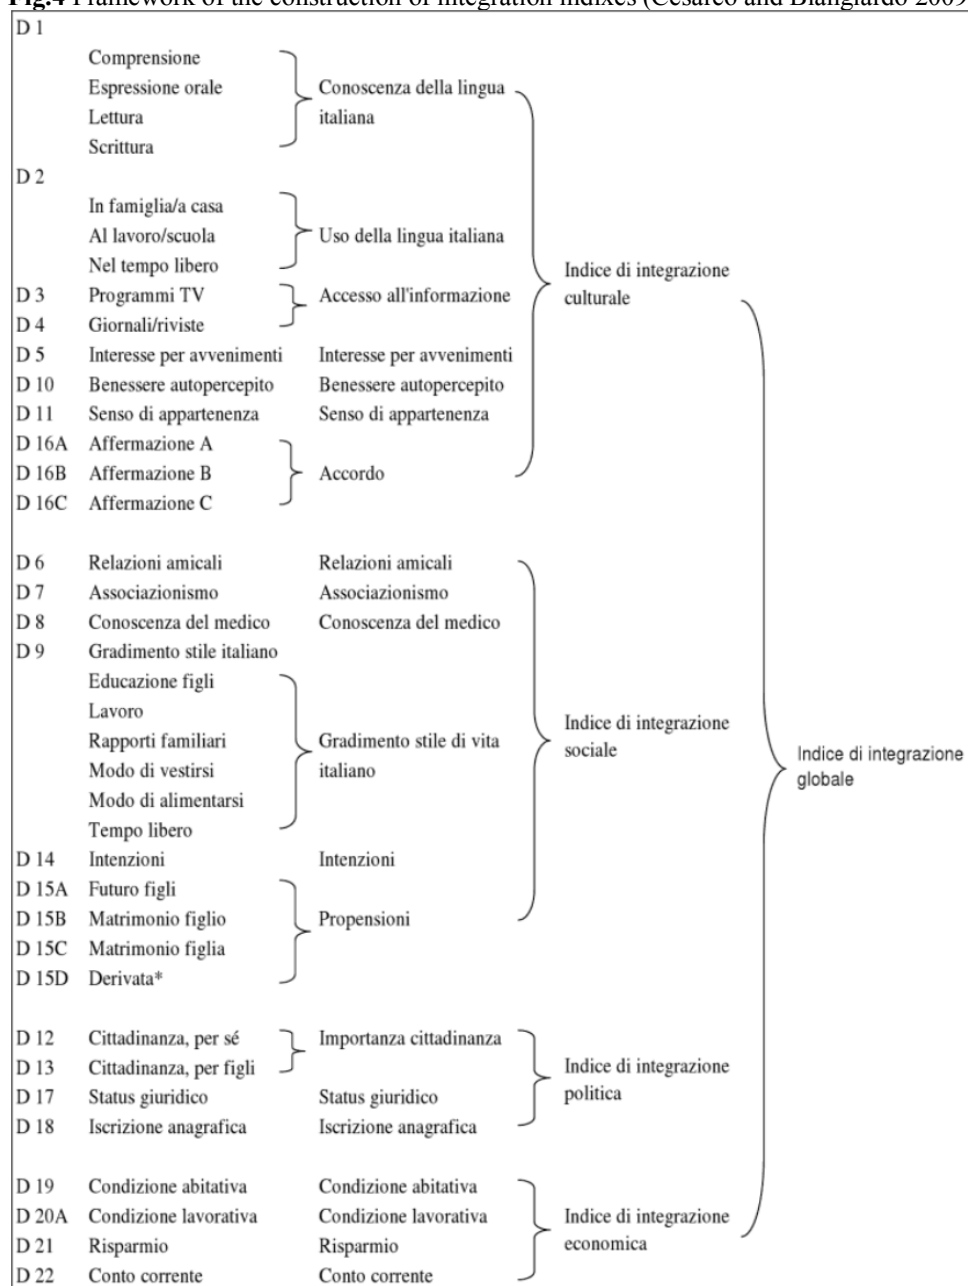 Fig.4 Framework of the construction of integration indixes (Cesareo and Blangiardo 2009
D 1
Comprensione
Espressione orale Conoscenza della lingua
Lettura italiana
Scrittura
D 2
In famiglia/a casa
Al lavoro/scuola Uso della lingua italiana
Nel tempo libero Indice di integrazione
D 3 Programmi TV Accesso all'informazione culturale
D 4 Giornali/riviste
D 5 Interesse per avvenimenti Interesse per avvenimenti
D 10 Benessere autopercepito Benessere autopercepito
D 11 Senso di appartenenza Senso di appartenenza
D 16A Affermazione A
D 16B Affermazione B Accordo
D 16C Affermazione C
D 6 Relazioni amicali Relazioni amicali
D 7 Associazionismo Associazionismo
D 8 Conoscenza del medico Conoscenza del medico
D 9 Gradimento stile italiano
Educazione figli
Lavoro Indice di integrazione
Rapporti familiari Gradimento stile di vita sociale Indice di integrazione
Modo di vestirsi italiano globale
Modo di alimentarsi
Tempo libero
D 14 Intenzioni Intenzioni
D 15A Futuro figli
D 15B Matrimonio figlio Propensioni
D 15C Matrimonio figlia
D 15D Derivata*
D 12 Cittadinanza, per sé Importanza cittadinanza
D 13 Cittadinanza, per figli Indice di integrazione
D 17 Status giuridico Status giuridico politica
D 18 Iscrizione anagrafica Iscrizione anagrafica
D 19 Condizione abitativa Condizione abitativa
D 20A Condizione lavorativa Condizione lavorativa Indice di integrazione
D 21 Risparmio Risparmio economica
D 22 Conto corrente Conto corrente